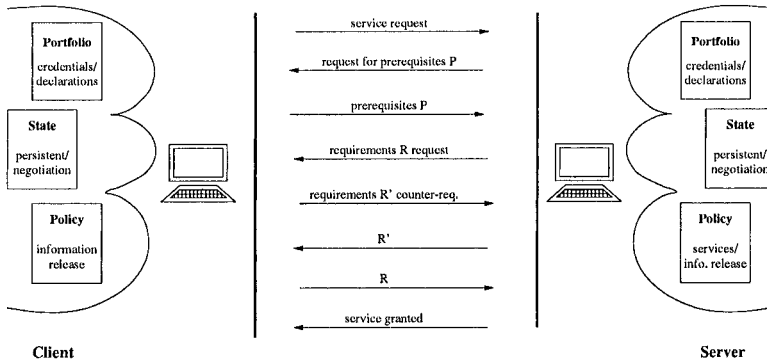 Portfolio
credentials/
declarations
State
persistent/
negotiation
Policy
information
release
Client
service request
request for prerequisites P
prerequisites P
requirements R request
requirements R' counter-req.
R'
R
service granted
Portfolio
credentials/
declarations
State
persistent/
negotiation
Policy
services/
info. release
Server